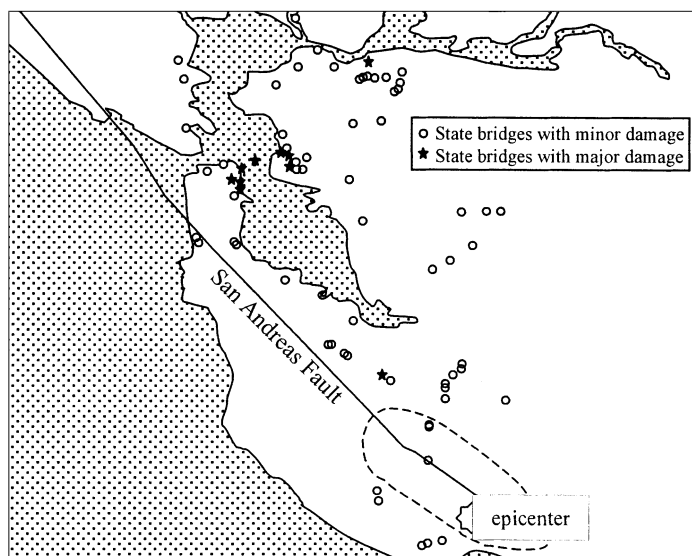 State bridges with minor damage
State bridges with major damage
San Andreas Fault
epicenter